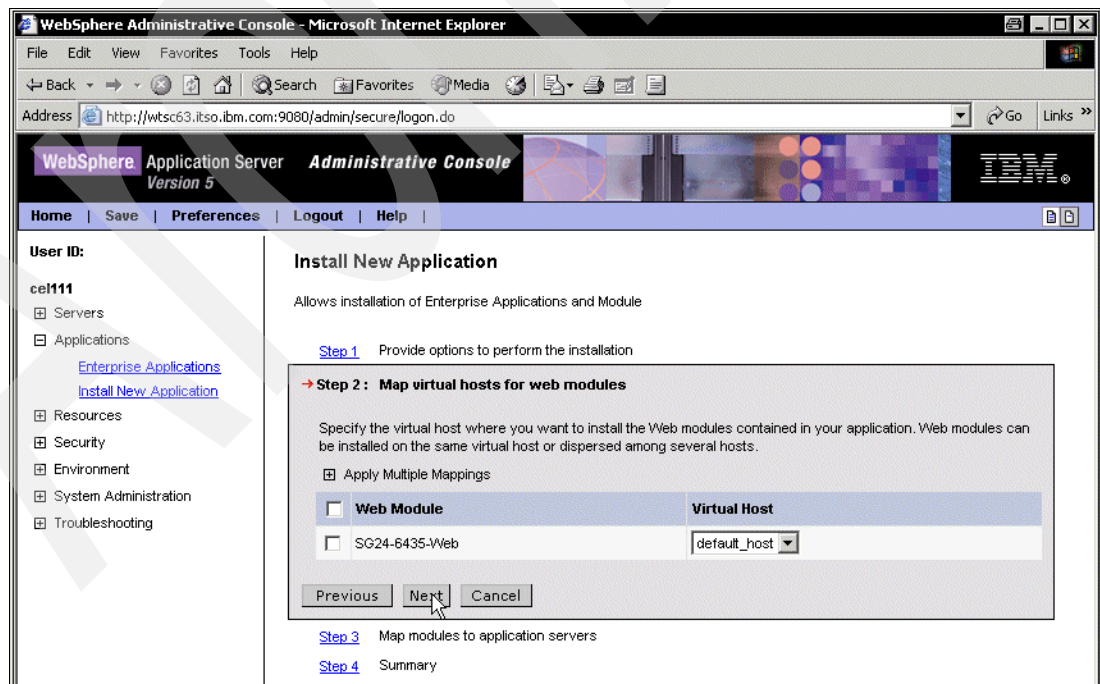 WebSphere Administrative Console - Microsoft Internet Explorer
File Edit View Favorites Tools Help
Back Search Favorites Media
Address http://wtsc63.itso.ibm.com:9080/admin/secure/logon.do Go Links »
WebSphere Application Server Administrative Console
Version 5
IBM®
Home | Save | Preferences | Logout | Help |
User ID:
cel111
Servers
Applications
Enterprise Applications
Install New Application
Resources
Security
Environment
System Administration
Troubleshooting
Install New Application
Allows installation of Enterprise Applications and Module
Step 1 Provide options to perform the installation
→ Step 2 : Map virtual hosts for web modules
Specify the virtual host where you want to install the Web modules contained in your application. Web modules can
be installed on the same virtual host or dispersed among several hosts.
Apply Multiple Mappings
Web Module Virtual Host
SG24-6435-Web default_host
Previous Next Cancel
Step 3 Map modules to application servers
Step 4 Summary